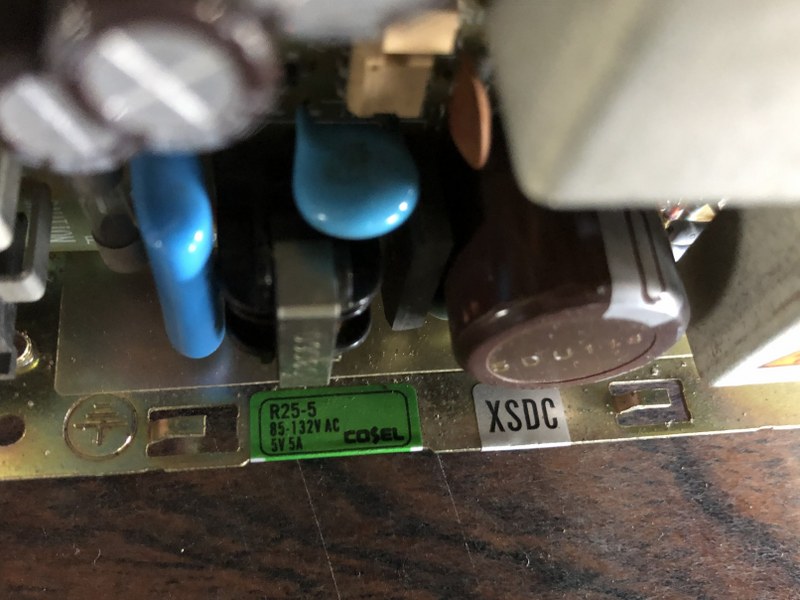 R25-5
85-132V AC
5V 5A
COSEL
XSDC